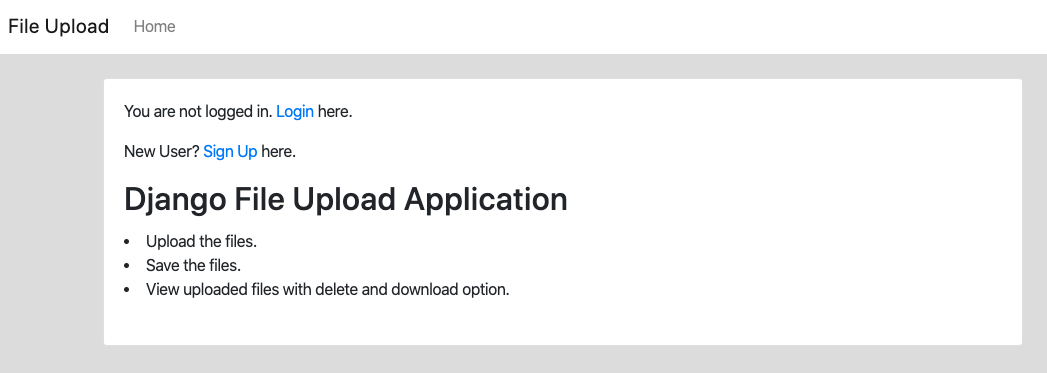 File Upload Home
You are not logged in. Login here.
New User? Sign Up here.
Django File Upload Application
• Upload the files.
• Save the files.
• View uploaded files with delete and download option.